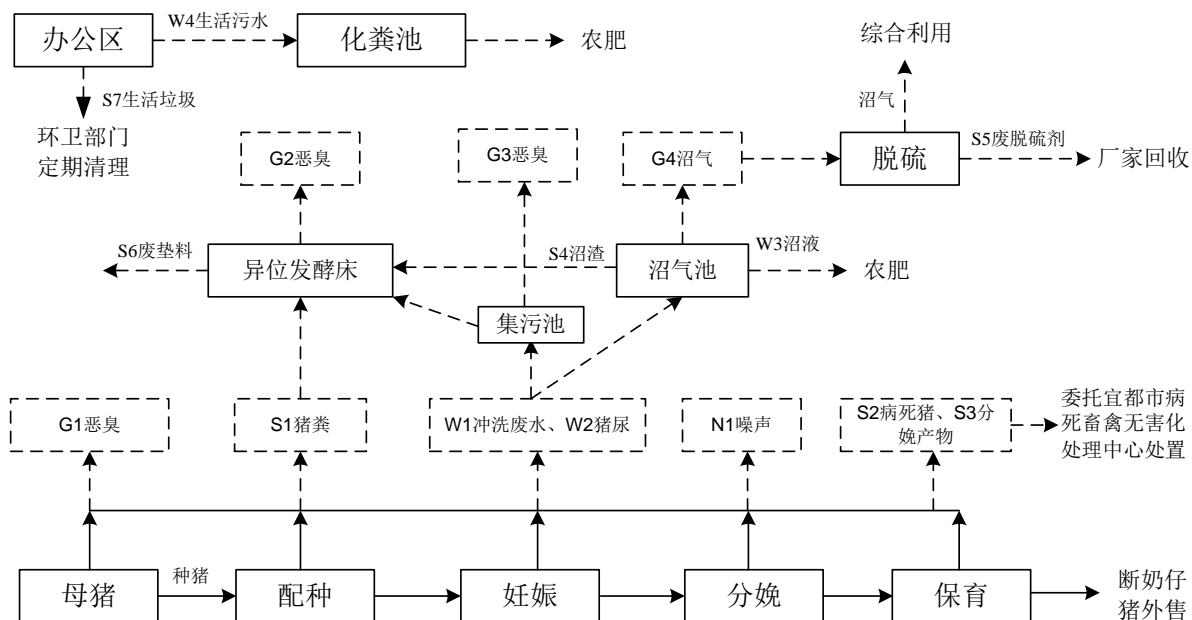 办公区
W4生活污水
化粪池
农肥
综合利用
S7生活垃圾
沼气
环卫部门
定期清理
G2恶臭
G3恶臭
G4沼气
脱硫
S5废脱硫剂
厂家回收
S6废垫料
异位发酵床
S4沼渣
沼气池
W3沼液
农肥
集污池
G1恶臭
S1猪粪
W1冲洗废水、W2猪尿
N1噪声
S2病死猪、S3分
娩产物
委托宜都市病
死畜禽无害化
处理中心处置
母猪
种猪
配种
妊娠
分娩
保育
断奶仔
猪外售